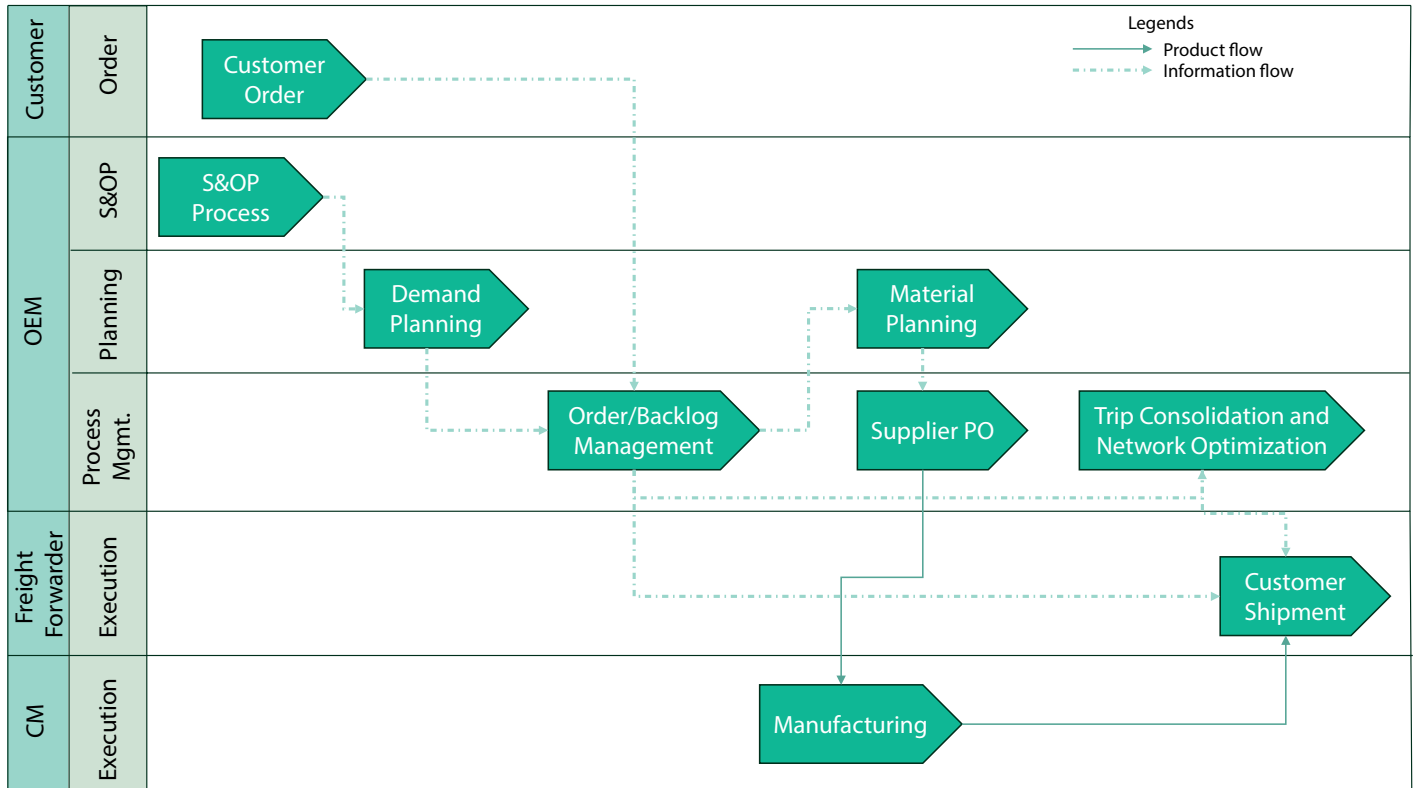 Legends
Product flow
Information flow
Customer
Order
Customer
Order
OEM
S&OP
S&OP
Process
Planning
Demand
Planning
Material
Planning
Process
Mgmt.
Order/Backlog
Management
Supplier PO
Trip Consolidation and
Network Optimization
Freight
Forwarder
Execution
Customer
Shipment
CM
Execution
Manufacturing